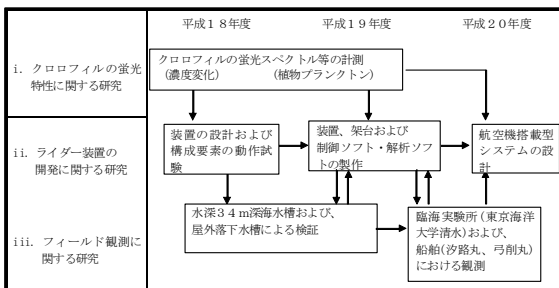 平成18年度 平成19年度 平成20年度
i. クロロフィルの蛍光
特性に関する研究
クロロフィルの蛍光スペクトル等の計測
(濃度変化) (植物プランクトン)
ii. ライダー装置の
開発に関する研究
装置の設計および
構成要素の動作試
験
装置、架台および
制御ソフト・解析ソフ
トの製作
航空機搭載型
システムの設
計
iii. フィールド観測に
関する研究
水深34m深海水槽および、
屋外落下水槽による検証
臨海実験所(東京海洋
大学清水)および、
船舶(汐路丸、弓削丸)
における観測